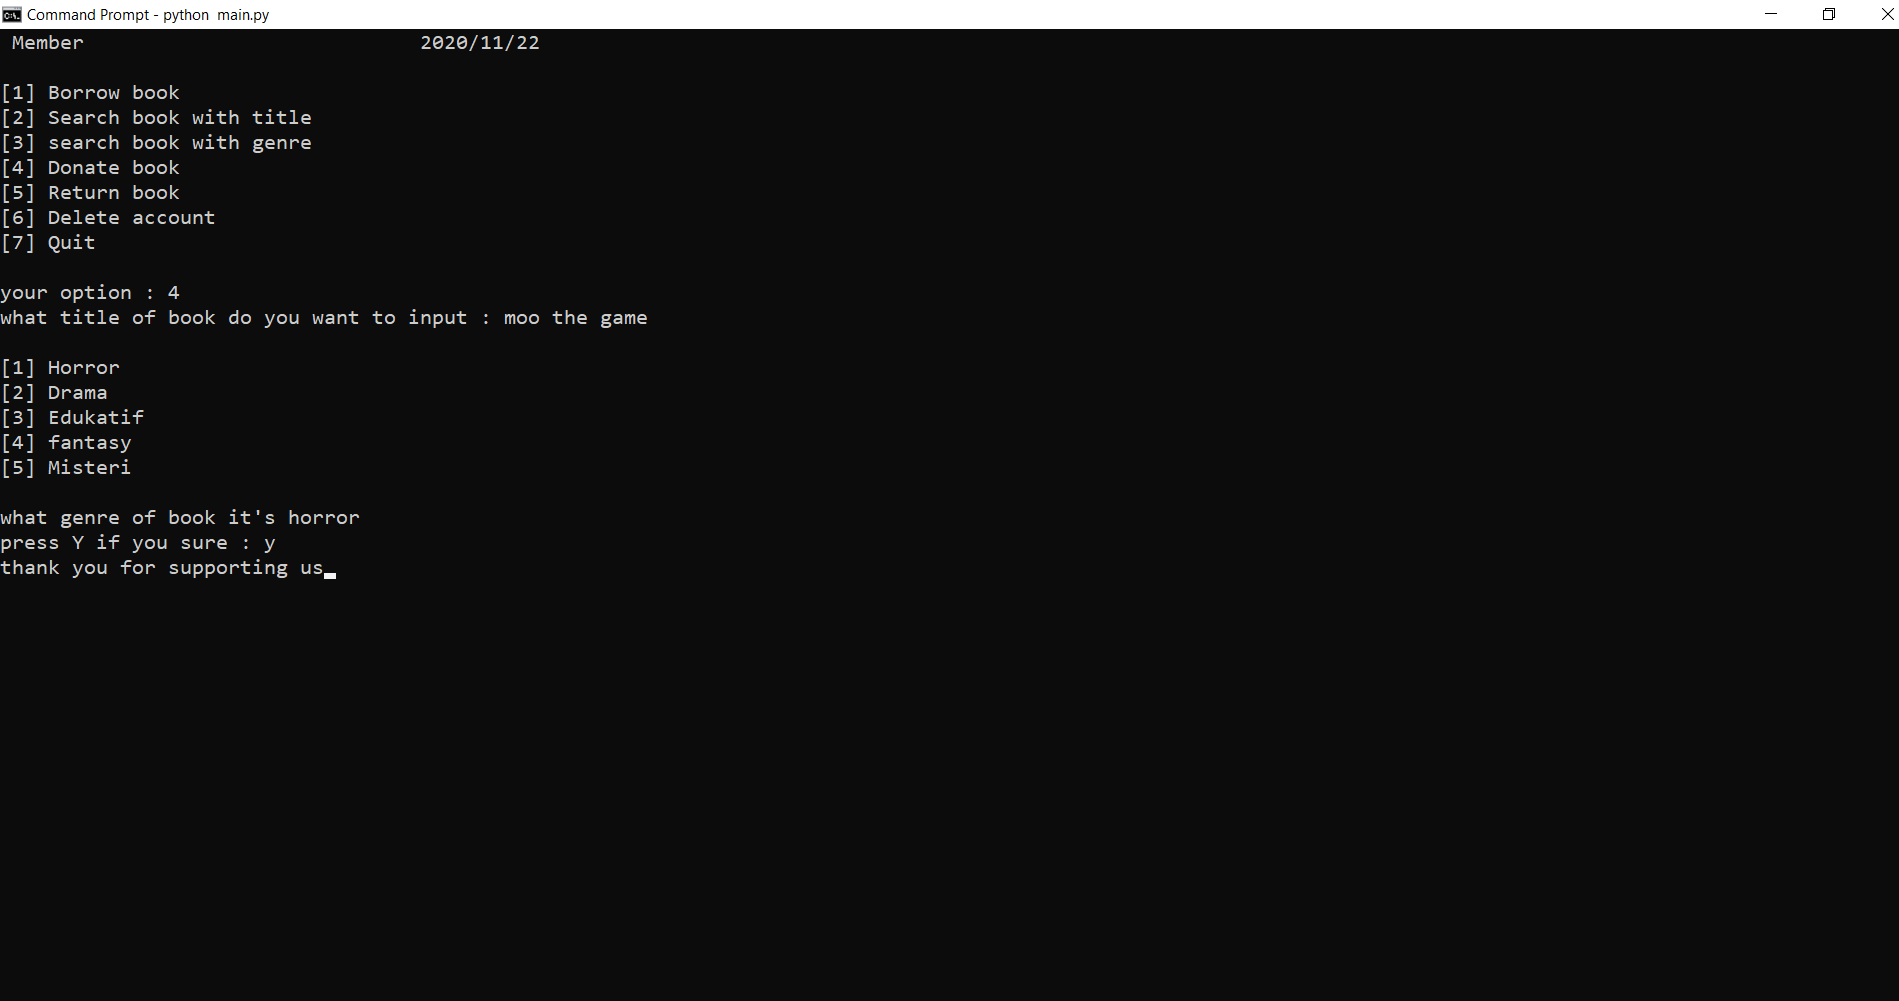 Command Prompt - python  main.py
Member                            2020/11/22
[1] Borrow book
[2] Search book with title
[3] search book with genre
[4] Donate book
[5] Return book
[6] Delete account
[7] Quit
your option : 4
what title of book do you want to input : moo the game
[1] Horror
[2] Drama
[3] Edukatif
[4] fantasy
[5] Misteri
what genre of book it's horror
press Y if you sure : y
thank you for supporting us